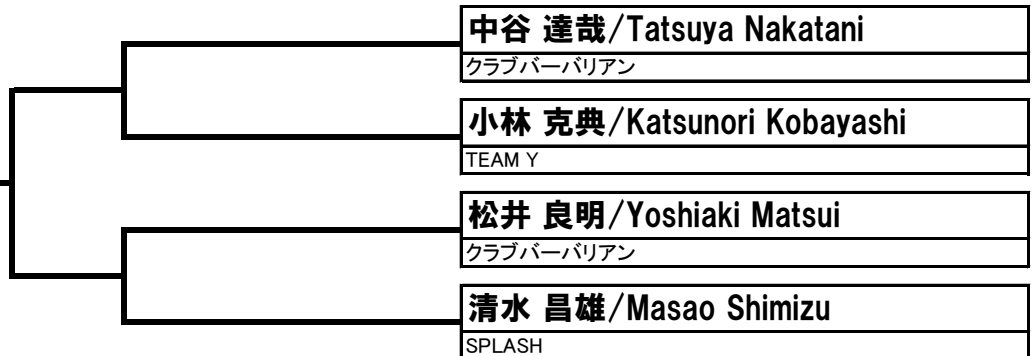 中谷 達哉/Tatsuya Nakatani
クラブバーバリアン
小林 克典/Katsunori Kobayashi
TEAM Y
松井 良明/Yoshiaki Matsui
クラブバーバリアン
清水 昌雄/Masao Shimizu
SPLASH